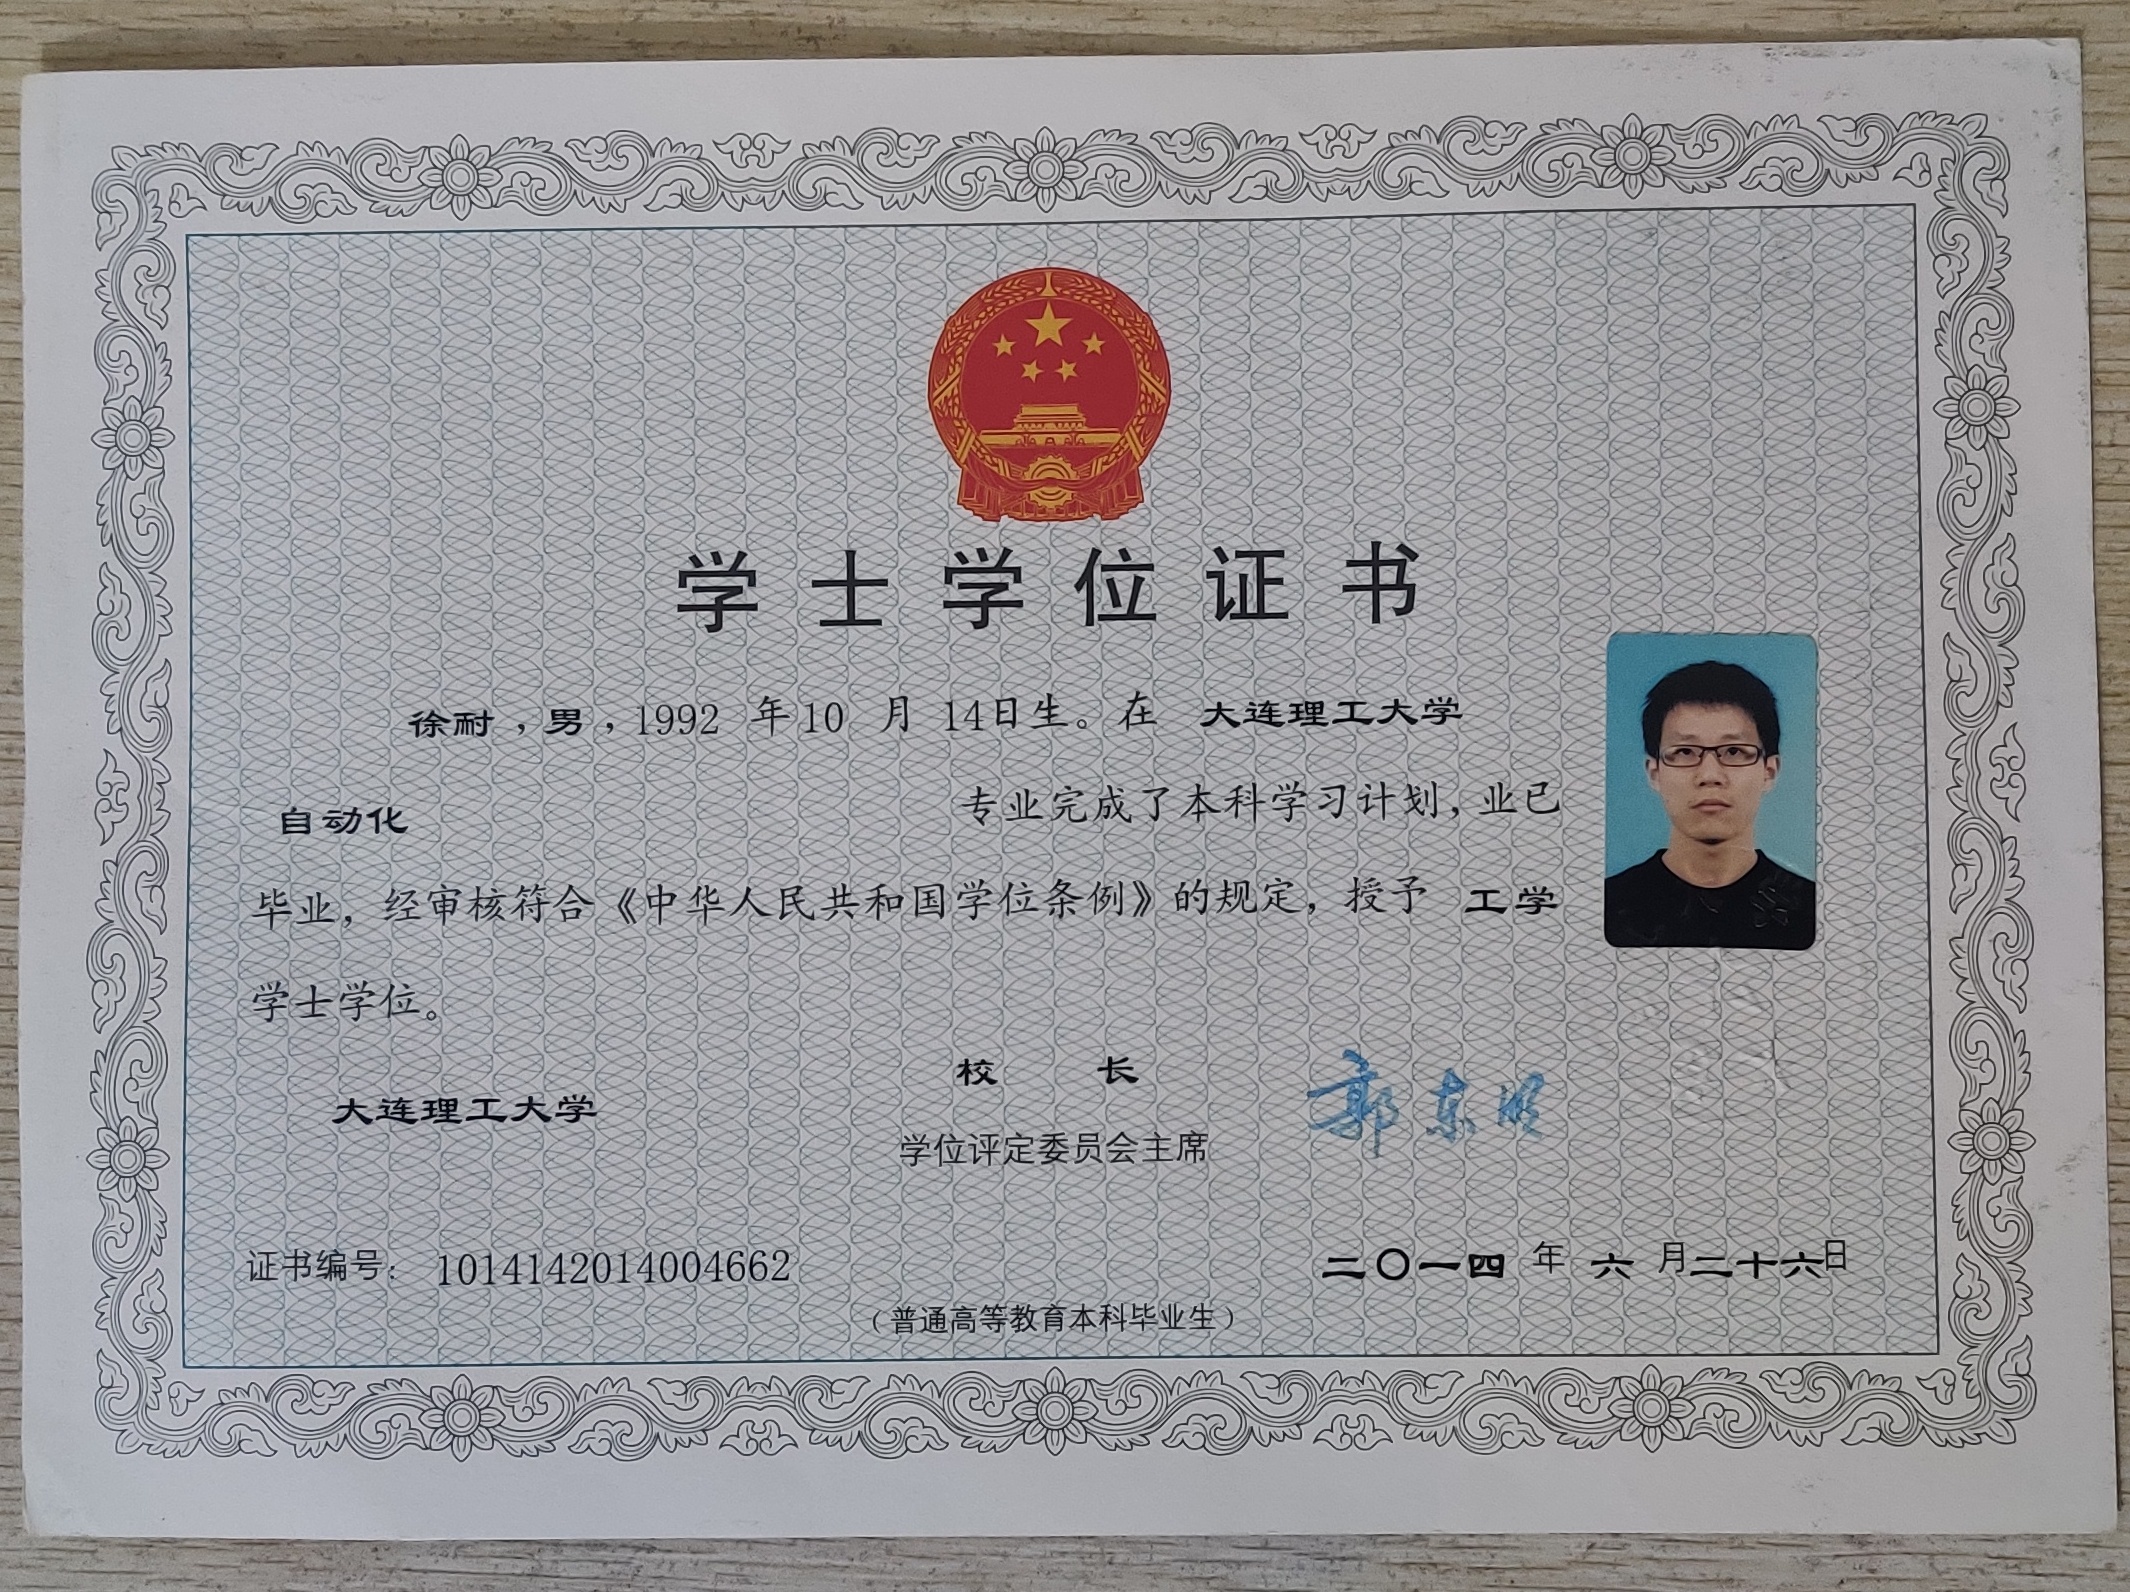 学士学位证书
徐耐，男，1992 年 10 月 14日生。在 大连理工大学
自动化 专业完成了本科学习计划，业已
毕业，经审核符合《中华人民共和国学位条例》的规定，授予 工学
学士学位。
校 长
郭东明
大连理工大学
学位评定委员会主席
证书编号：1014142014004662
二〇一四 年 六 月二十六日
（普通高等教育本科毕业生）